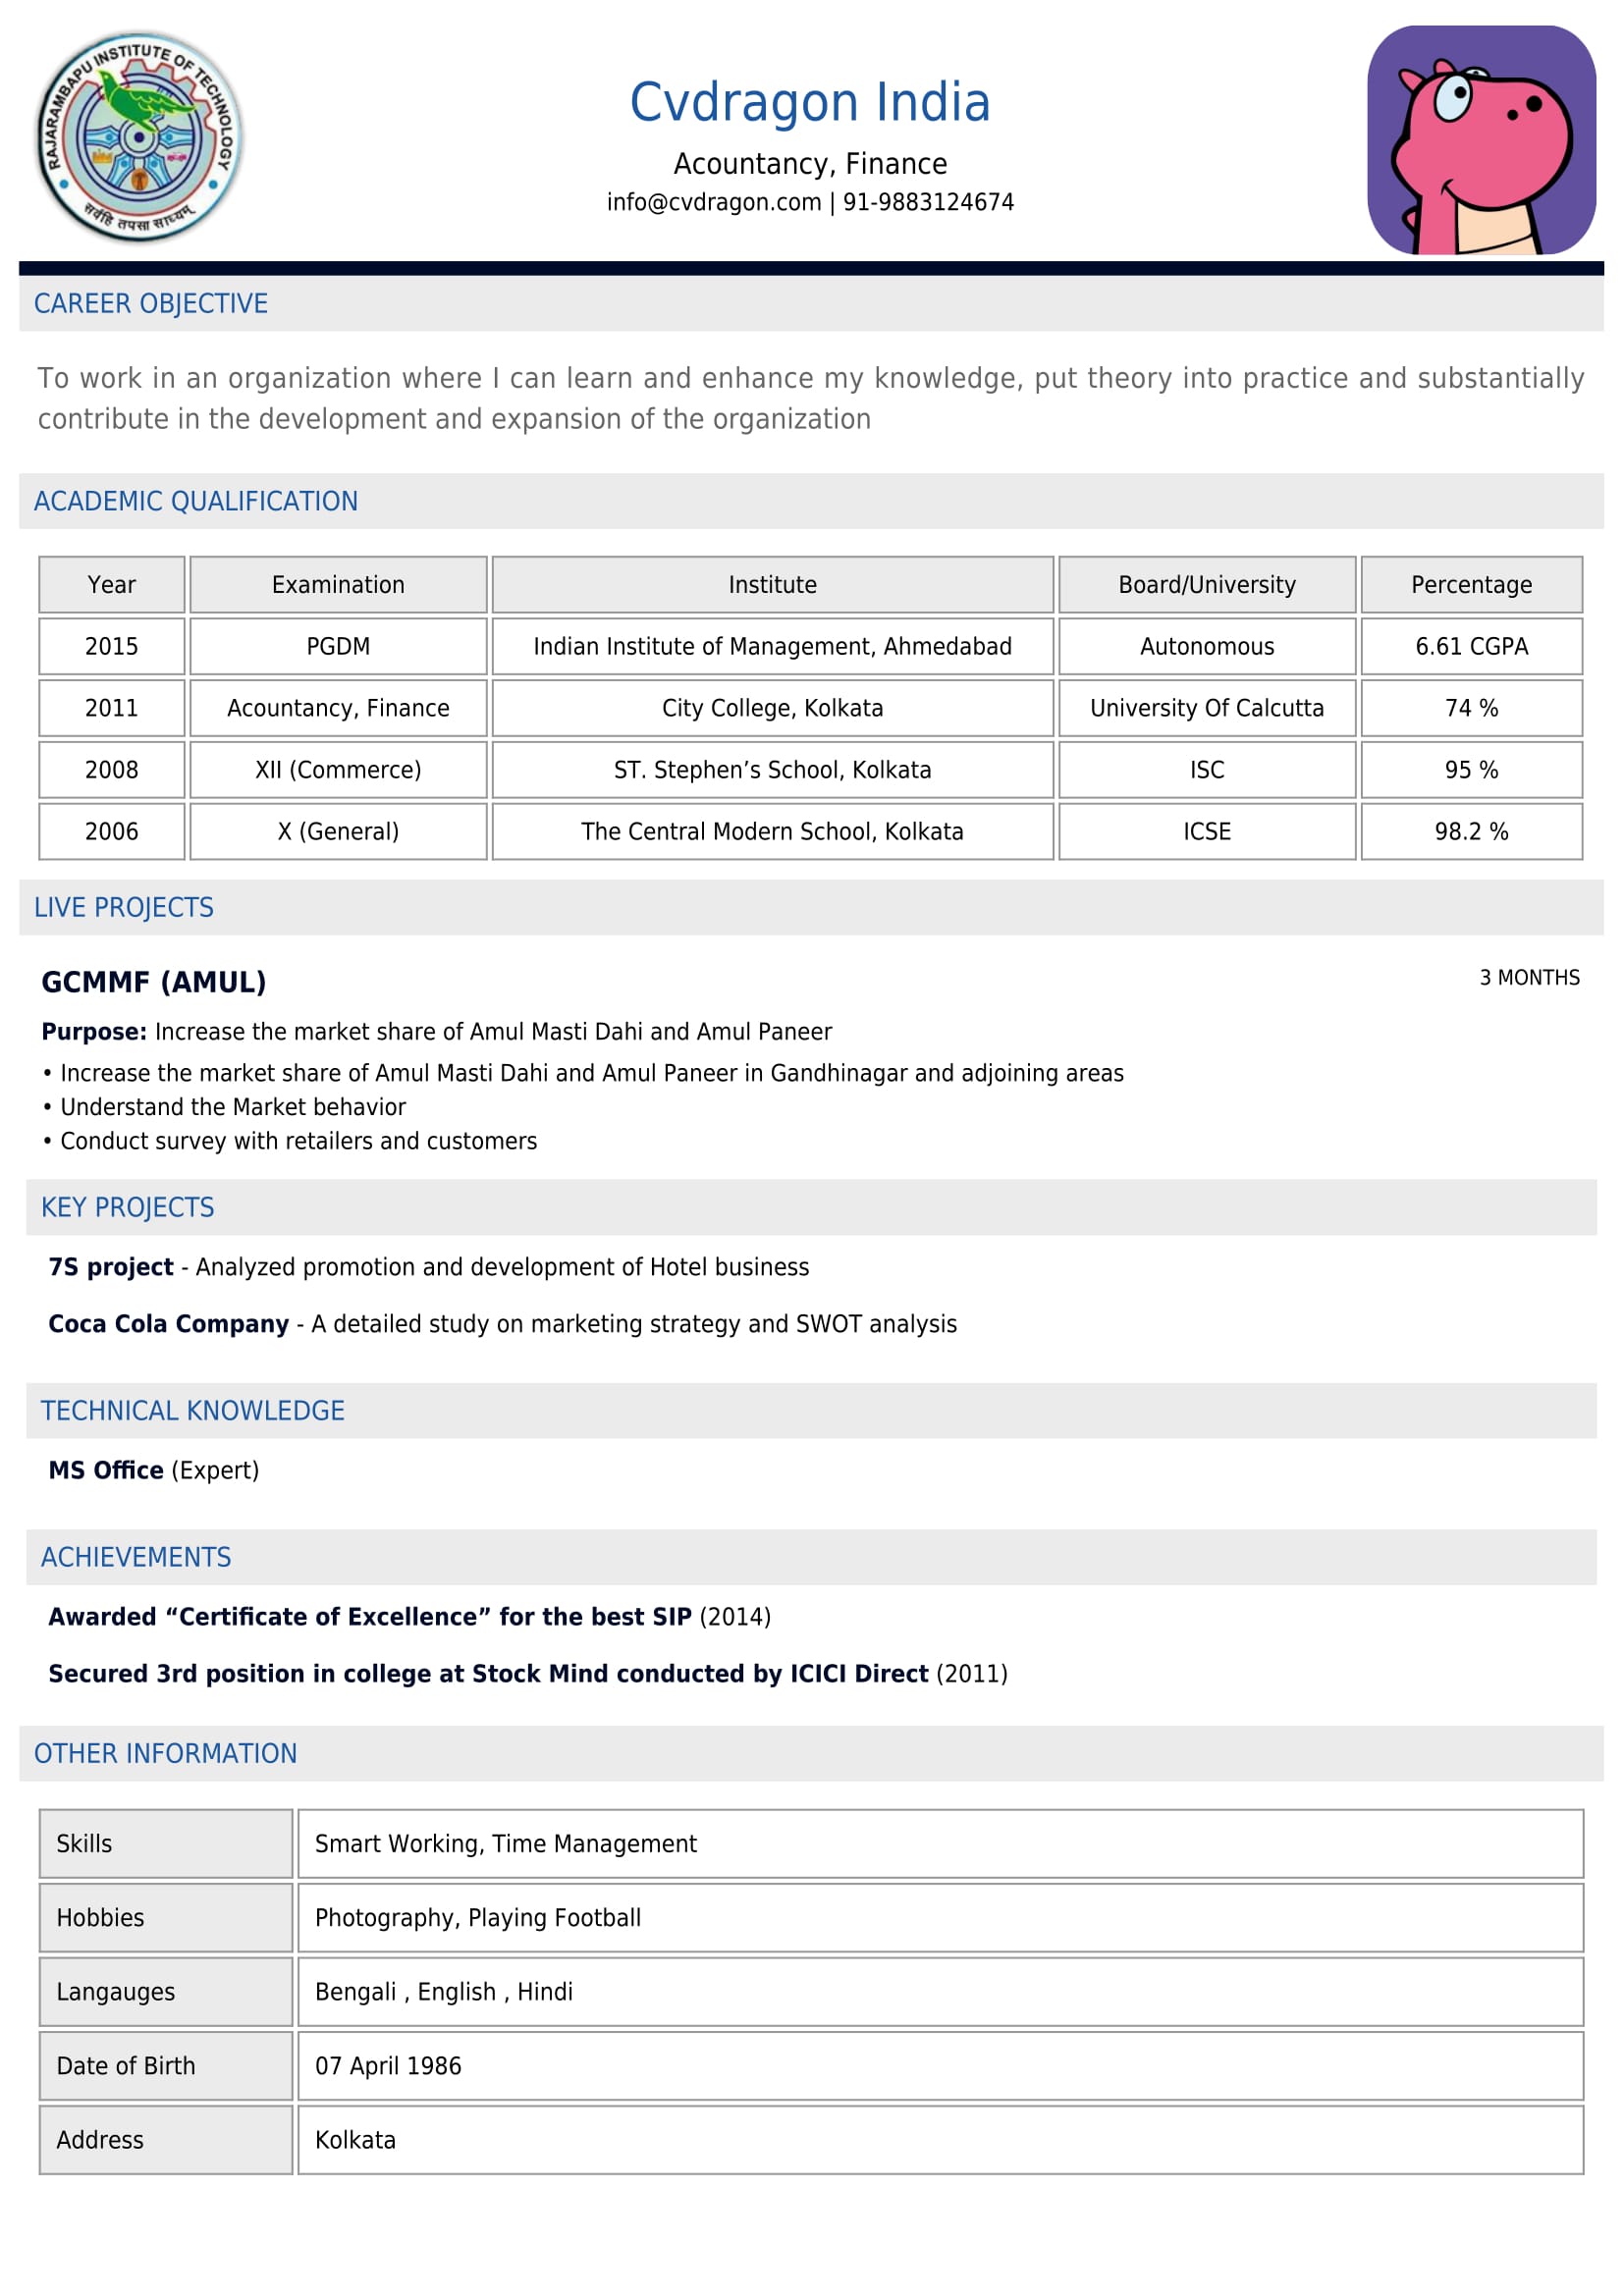 RAJARAMBAPU INSTITUTE OF TECHNOLOGY
सर्वंहि तपसा साध्यम्
Cvdragon India
Acountancy, Finance
info@cvdragon.com | 91-9883124674
CAREER OBJECTIVE
To work in an organization where I can learn and enhance my knowledge, put theory into practice and substantially
contribute in the development and expansion of the organization
ACADEMIC QUALIFICATION
Year Examination Institute Board/University Percentage
2015 PGDM Indian Institute of Management, Ahmedabad Autonomous 6.61 CGPA
2011 Acountancy, Finance City College, Kolkata University Of Calcutta 74 %
2008 XII (Commerce) ST. Stephen’s School, Kolkata ISC 95 %
2006 X (General) The Central Modern School, Kolkata ICSE 98.2 %
LIVE PROJECTS
GCMMF (AMUL) 3 MONTHS
Purpose: Increase the market share of Amul Masti Dahi and Amul Paneer
• Increase the market share of Amul Masti Dahi and Amul Paneer in Gandhinagar and adjoining areas
• Understand the Market behavior
• Conduct survey with retailers and customers
KEY PROJECTS
7S project - Analyzed promotion and development of Hotel business
Coca Cola Company - A detailed study on marketing strategy and SWOT analysis
TECHNICAL KNOWLEDGE
MS Office (Expert)
ACHIEVEMENTS
Awarded “Certificate of Excellence” for the best SIP (2014)
Secured 3rd position in college at Stock Mind conducted by ICICI Direct (2011)
OTHER INFORMATION
Skills Smart Working, Time Management
Hobbies Photography, Playing Football
Langauges Bengali , English , Hindi
Date of Birth 07 April 1986
Address Kolkata